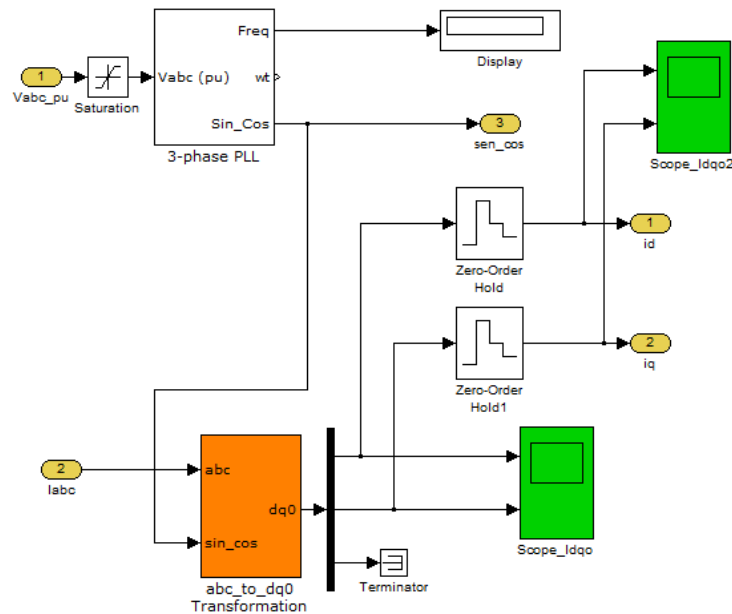 Freq
Display
1
Vabc_pu
Saturation
Vabc (pu)
wt
Sin_Cos
3-phase PLL
3
sen_cos
Scope_Idqo2
Zero-Order
Hold
1
id
Zero-Order
Hold1
2
iq
2
Iabc
abc
dq0
sin_cos
abc_to_dq0
Transformation
Scope_Idqo
Terminator